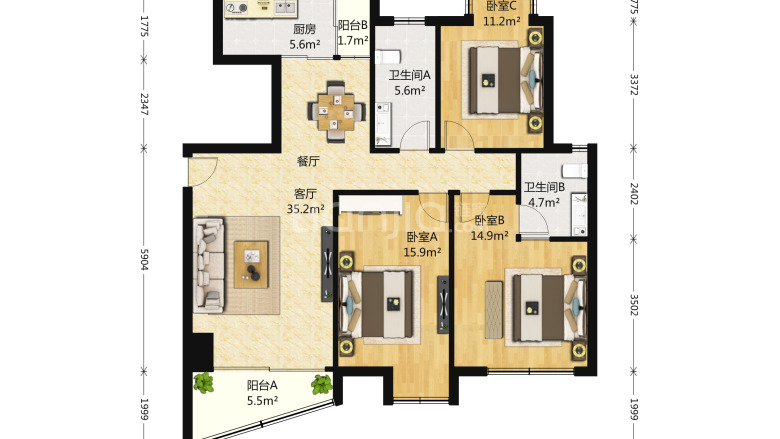 卧室C
11.2m²
阳台B
1.7m²
厨房
5.6m²
1775
775
卫生间A
5.6m²
2347
3372
餐厅
客厅
35.2m²
卫生间B
4.7m²
2402
卧室A
15.9m²
卧室B
14.9m²
5904
3502
阳台A
5.5m²
1999
1999